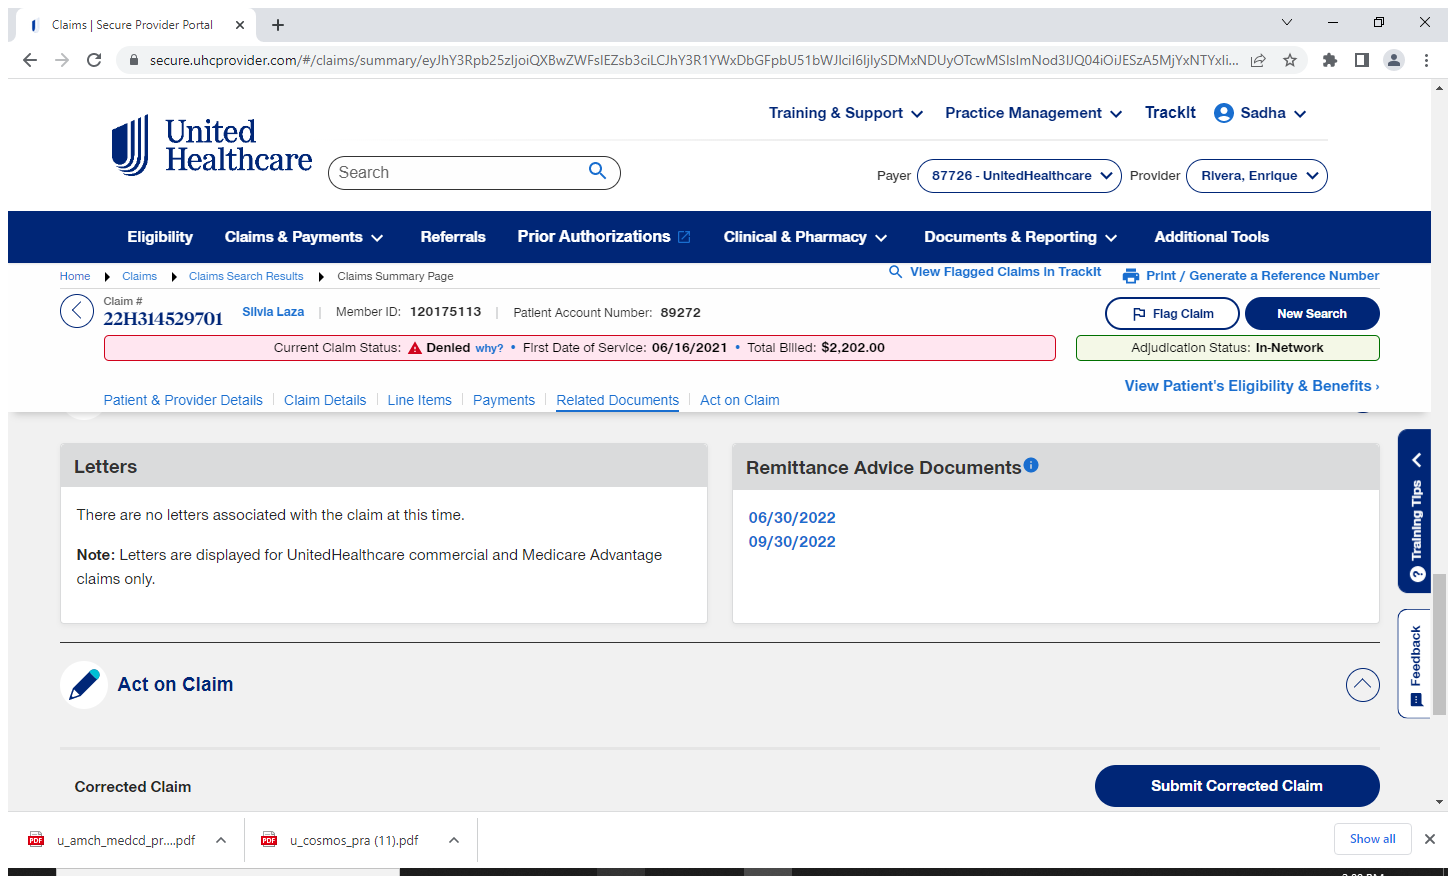 Claims | Secure Provider Portal
secure.uhcprovider.com/#/claims/summary/eyJhY3Rpb25zIjoiQXBwZWFsIEZsb3ciLCJhY3R1YWxDbGFpbU51bWJlciI6IjIySDMxNDUyOTcwMSIsImNod3IJQ04iOiJESzA5MjYxNTYxIi...
Training & Support Practice Management TrackIt Sadha
United
Healthcare
Search
Payer 87726 - UnitedHealthcare Provider Rivera, Enrique
Eligibility Claims & Payments Referrals Prior Authorizations Clinical & Pharmacy Documents & Reporting Additional Tools
Home Claims Claims Search Results Claims Summary Page View Flagged Claims in TrackIt Print / Generate a Reference Number
Claim #
22H314529701 Silvia Laza | Member ID: 120175113 | Patient Account Number: 89272 Flag Claim New Search
Current Claim Status: Denied why? • First Date of Service: 06/16/2021 • Total Billed: $2,202.00 Adjudication Status: In-Network
View Patient's Eligibility & Benefits ›
Patient & Provider Details Claim Details Line Items Payments Related Documents Act on Claim
Letters
There are no letters associated with the claim at this time.
Note: Letters are displayed for UnitedHealthcare commercial and Medicare Advantage
claims only.
Remittance Advice Documents
06/30/2022
09/30/2022
Training Tips
Feedback
Act on Claim
Corrected Claim Submit Corrected Claim
u_amch_medcd_pr....pdf u_cosmos_pra (11).pdf Show all